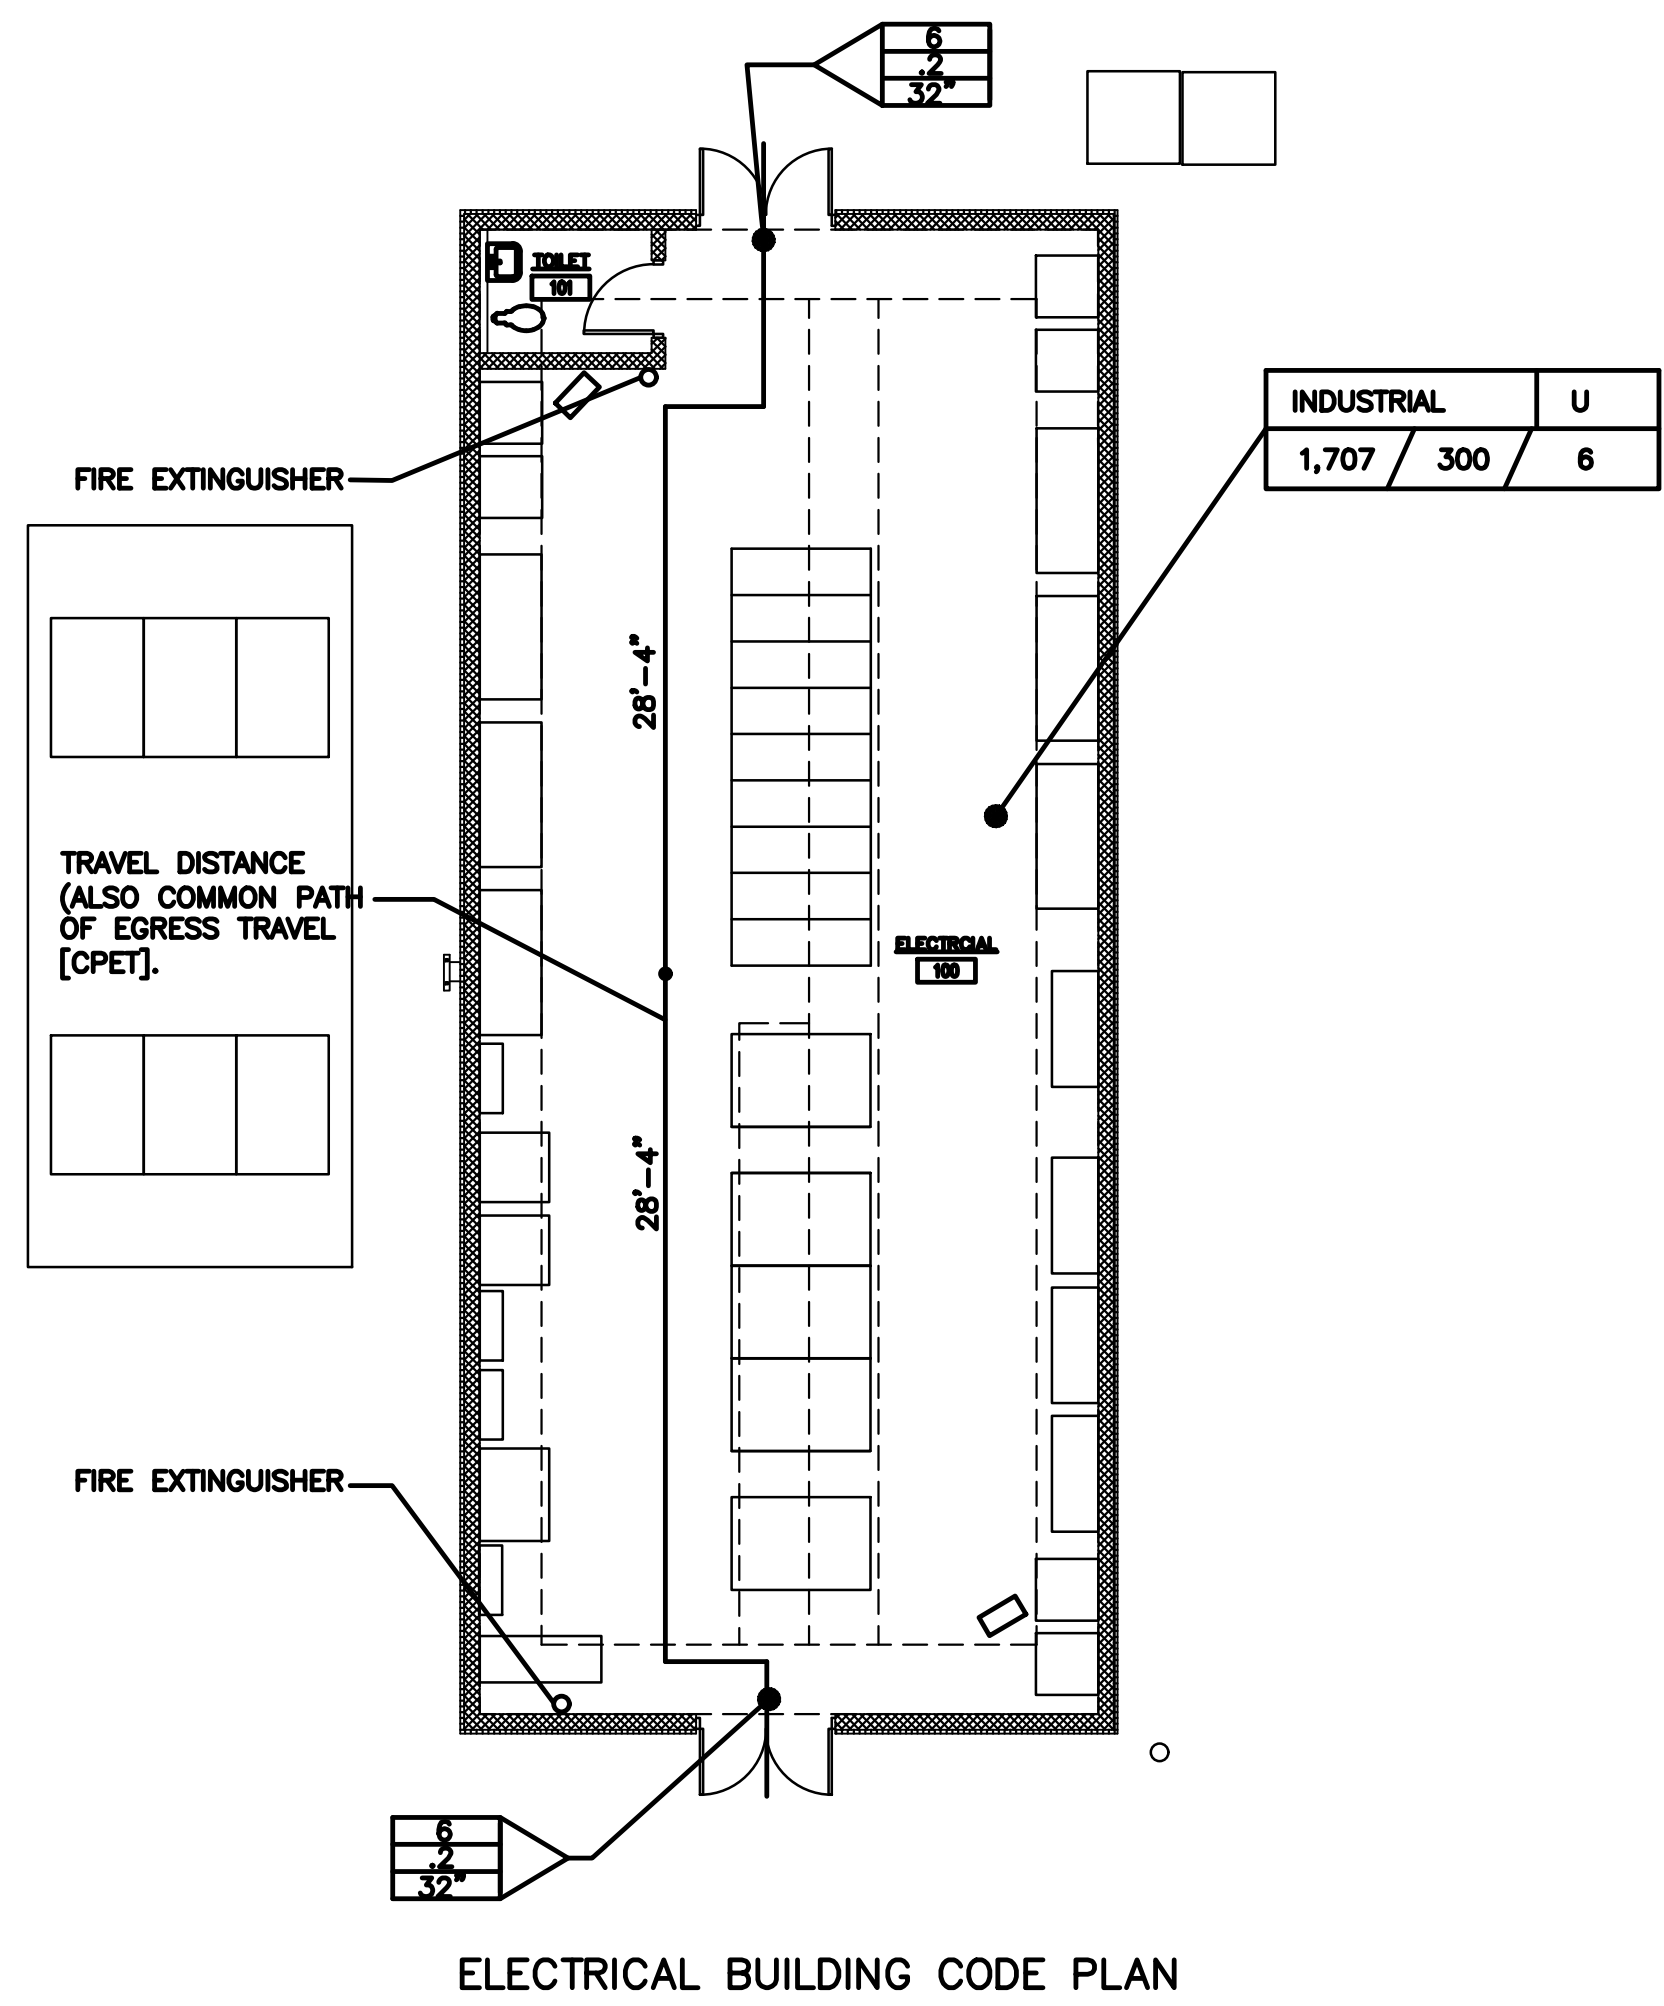 6
.2
32"
TOILET
101
INDUSTRIAL U
1,707 / 300 / 6
FIRE EXTINGUISHER
28'-4"
TRAVEL DISTANCE
(ALSO COMMON PATH
OF EGRESS TRAVEL
[CPET].
ELECTRCIAL
100
28'-4"
FIRE EXTINGUISHER
6
.2
32"
ELECTRICAL BUILDING CODE PLAN